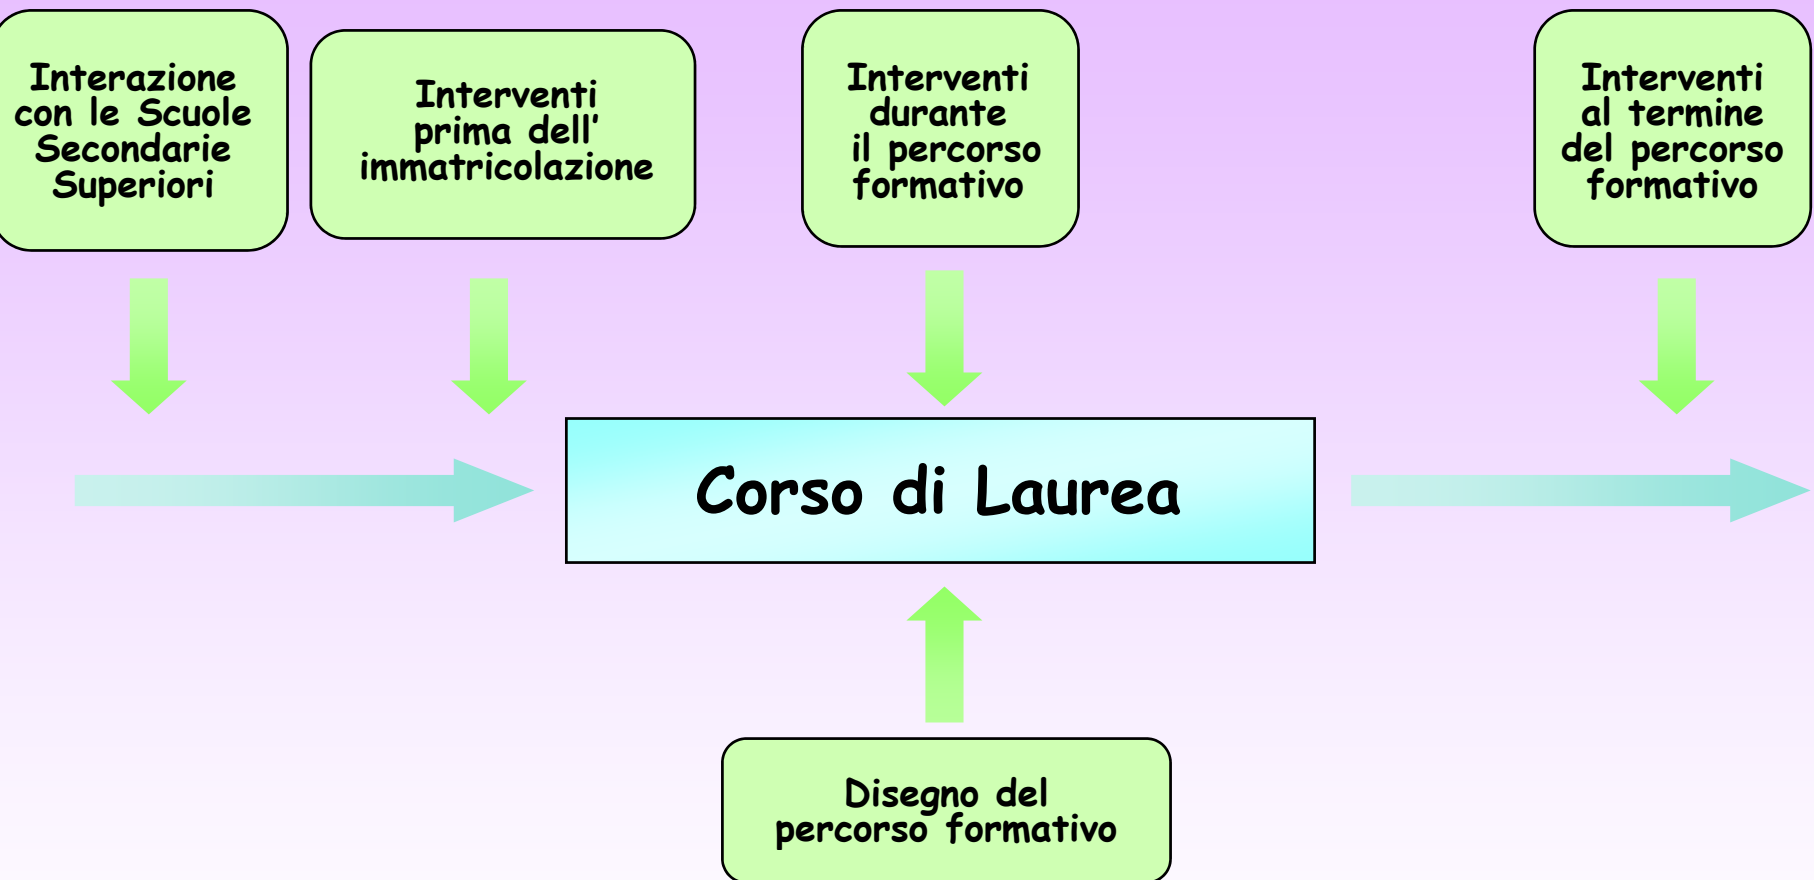 Interazione
con le Scuole
Secondarie
Superiori
Interventi
prima dell'
immatricolazione
Interventi
durante
il percorso
formativo
Interventi
al termine
del percorso
formativo
Corso di Laurea
Disegno del
percorso formativo